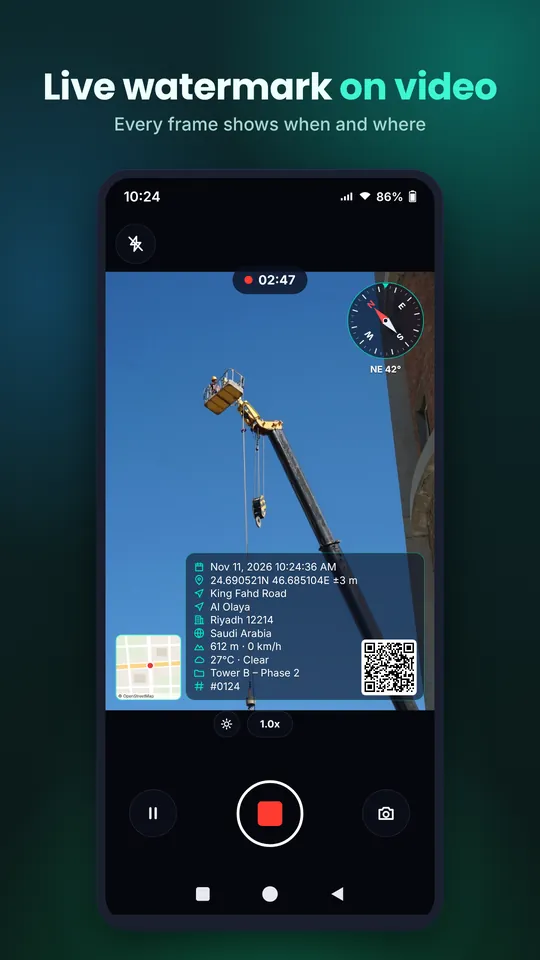 Live watermark on video
Every frame shows when and where
10:24
86%
02:47
N
E
S
W
NE 42°
Nov 11, 2026 10:24:36 AM
24.690521N 46.685104E ±3 m
King Fahd Road
Al Olaya
Riyadh 12214
Saudi Arabia
612 m · 0 km/h
27°C · Clear
Tower B – Phase 2
#0124
© OpenStreetMap
1.0x